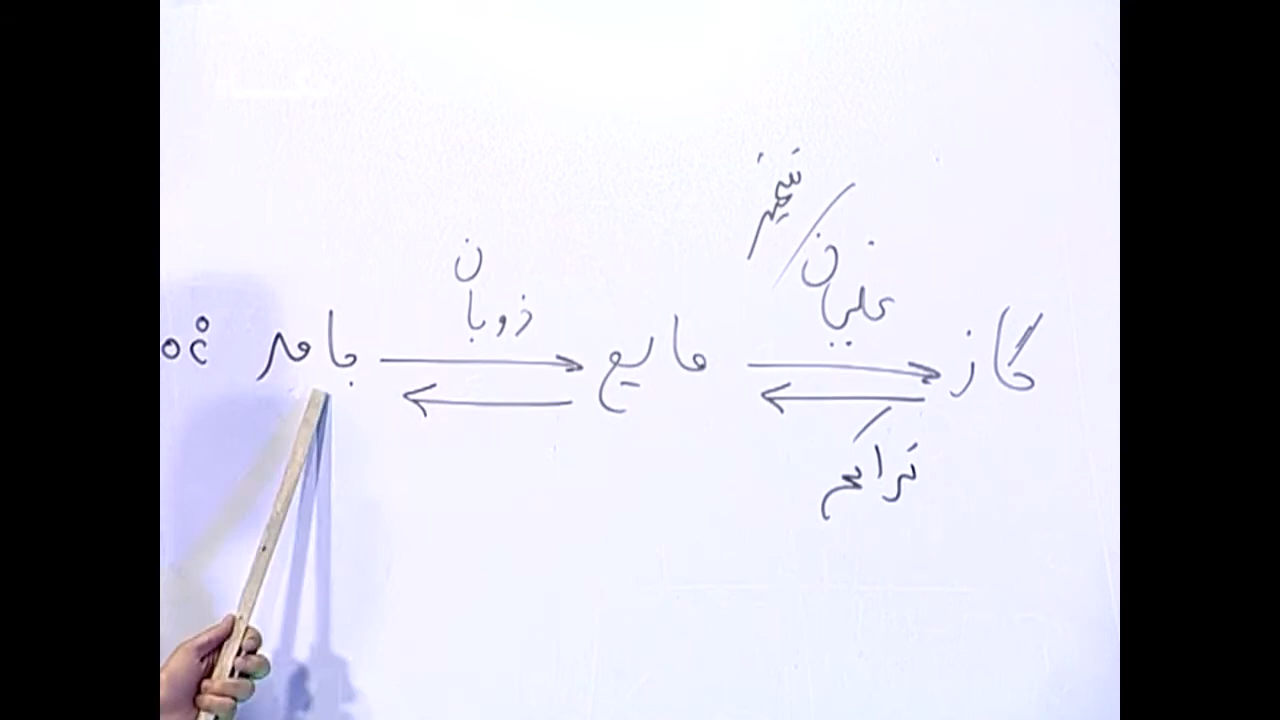 تبخیر
غلیان
ذوبان
جامد ⇄ مایع ⇄ گاز
تراکم